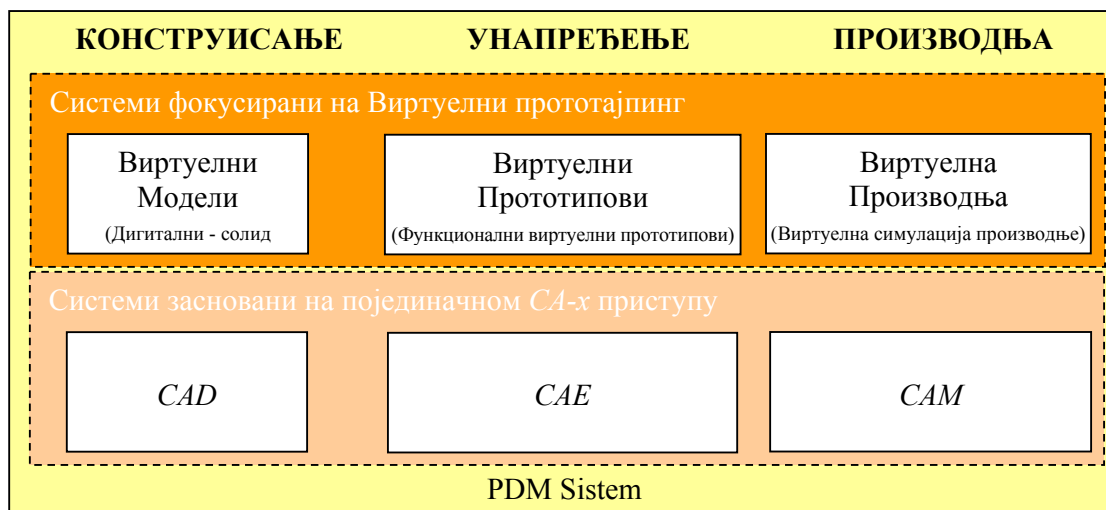 КОНСТРУИСАЊЕ УНАПРЕЂЕЊЕ ПРОИЗВОДЊА
Системи фокусирани на Виртуелни прототајпинг
Виртуелни
Модели
(Дигитални - солид
Виртуелни
Прототипови
(Функционални виртуелни прототипови)
Виртуелна
Производња
(Виртуелна симулација производње)
Системи засновани на појединачном CA-x приступу
CAD
CAE
CAM
PDM Sistem